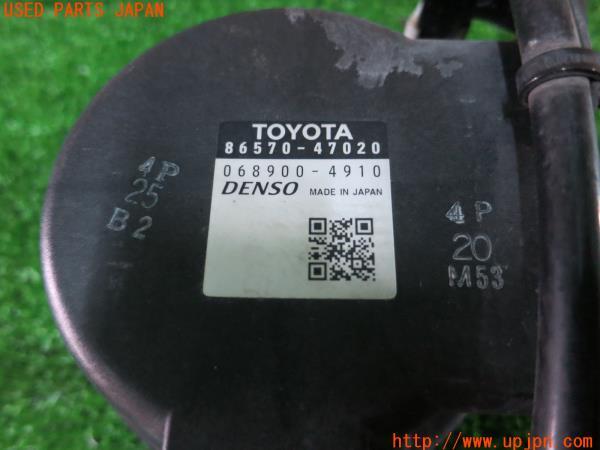 USED PARTS JAPAN
TOYOTA
86570-47020
068900-4910
DENSO MADE IN JAPAN
4P
25
B2
4P
20
M53
http://www.upjpn.com/